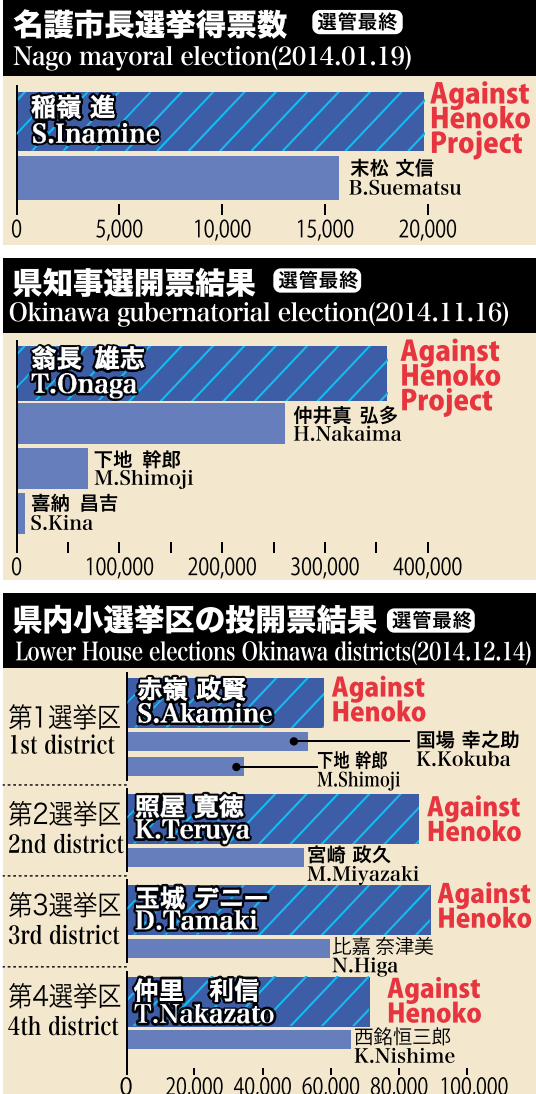 名護市長選挙得票数 選管最終
Nago mayoral election(2014.01.19)
稲嶺 進
S.Inamine
Against
Henoko
Project
末松 文信
B.Suematsu
0 5,000 10,000 15,000 20,000
県知事選開票結果 選管最終
Okinawa gubernatorial election(2014.11.16)
翁長 雄志
T.Onaga
Against
Henoko
Project
仲井真 弘多
H.Nakaima
下地 幹郎
M.Shimoji
喜納 昌吉
S.Kina
0 100,000 200,000 300,000 400,000
県内小選挙区の投開票結果 選管最終
Lower House elections Okinawa districts(2014.12.14)
第1選挙区
1st district
赤嶺 政賢
S.Akamine
Against
Henoko
国場 幸之助
K.Kokuba
下地 幹郎
M.Shimoji
第2選挙区
2nd district
照屋 寛徳
K.Teruya
Against
Henoko
宮崎 政久
M.Miyazaki
第3選挙区
3rd district
玉城 デニー
D.Tamaki
Against
Henoko
比嘉 奈津美
N.Higa
第4選挙区
4th district
仲里 利信
T.Nakazato
Against
Henoko
西銘恒三郎
K.Nishime
0 20,000 40,000 60,000 80,000 100,000